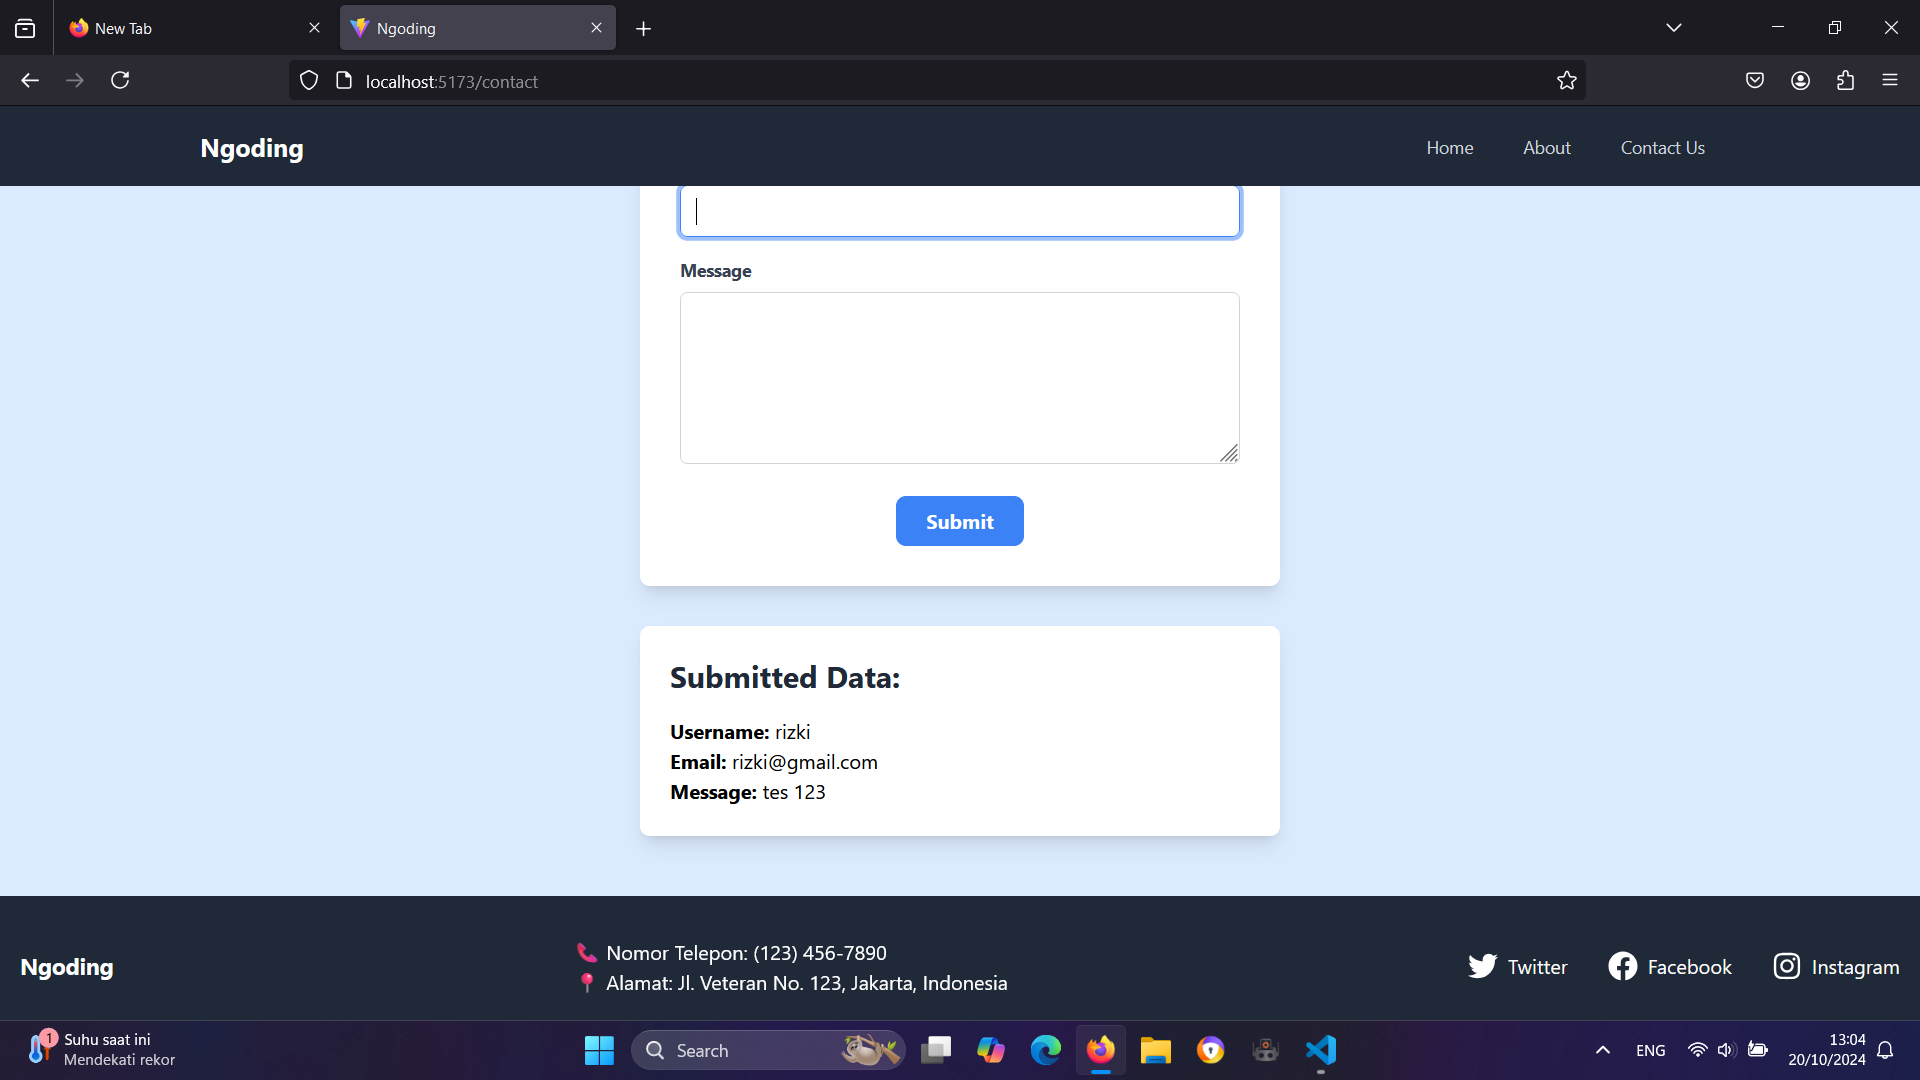 New Tab
Ngoding
localhost:5173/contact
Ngoding
Home
About
Contact Us
Message
Submit
Submitted Data:
Username: rizki
Email: rizki@gmail.com
Message: tes 123
Ngoding
Nomor Telepon: (123) 456-7890
Alamat: Jl. Veteran No. 123, Jakarta, Indonesia
Twitter
Facebook
Instagram
1
Suhu saat ini
Mendekati rekor
Search
ENG
13:04
20/10/2024